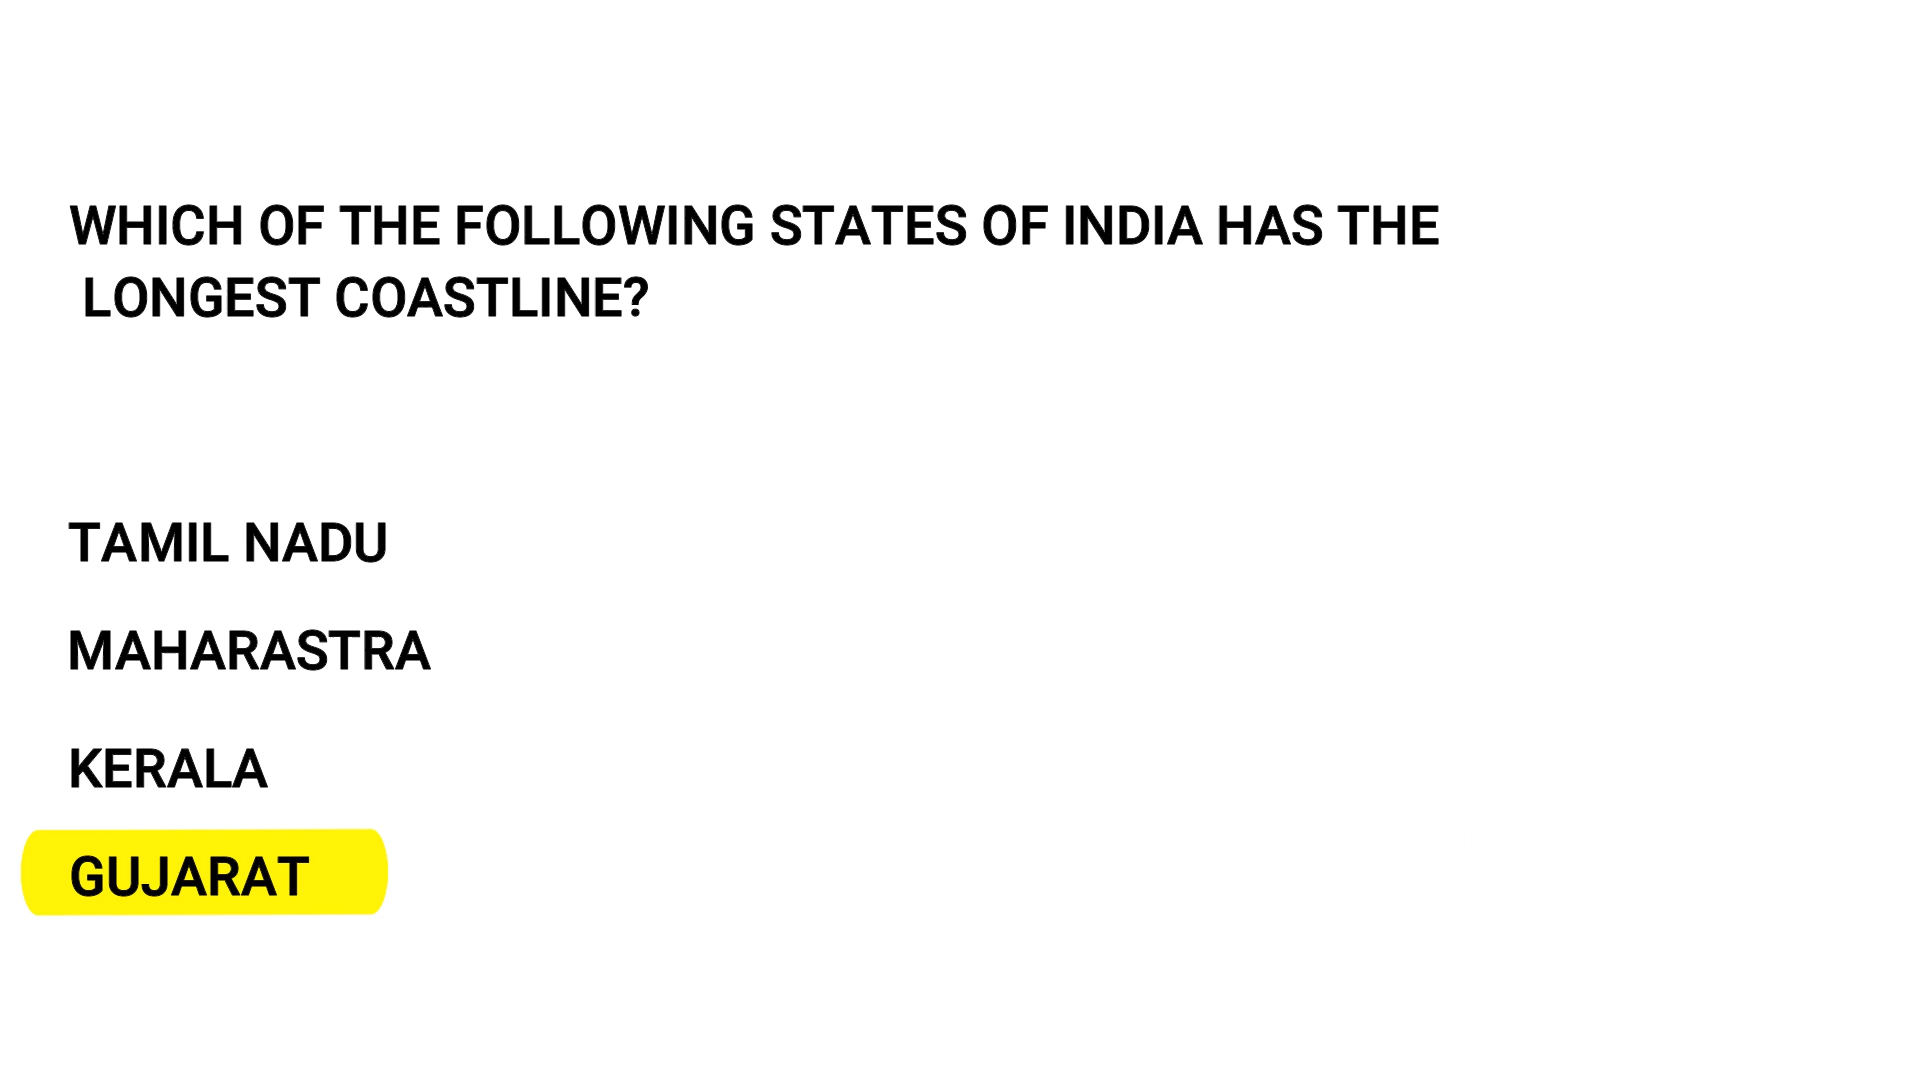 WHICH OF THE FOLLOWING STATES OF INDIA HAS THE
LONGEST COASTLINE?
TAMIL NADU
MAHARASTRA
KERALA
GUJARAT